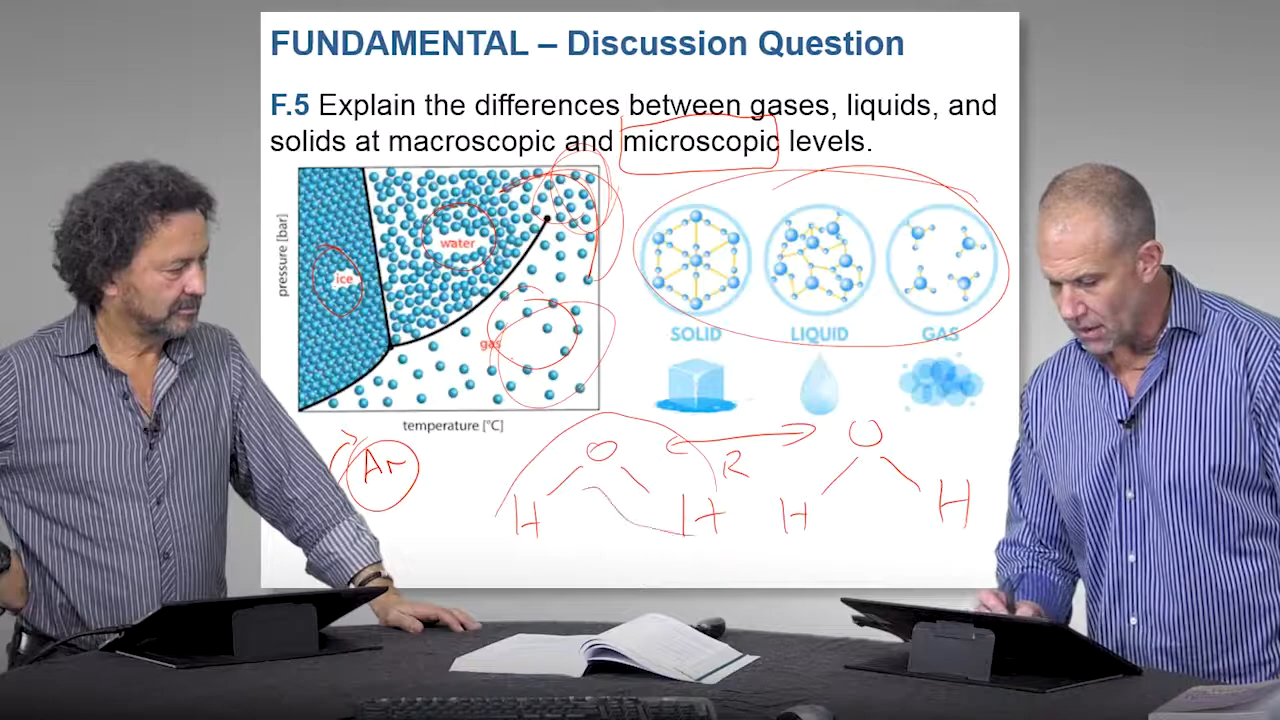 FUNDAMENTAL – Discussion Question
F.5 Explain the differences between gases, liquids, and
solids at macroscopic and microscopic levels.
pressure [bar]
ice
water
gas
temperature [°C]
SOLID
LIQUID
GAS
Ar
O
H
H
R
O
H
H